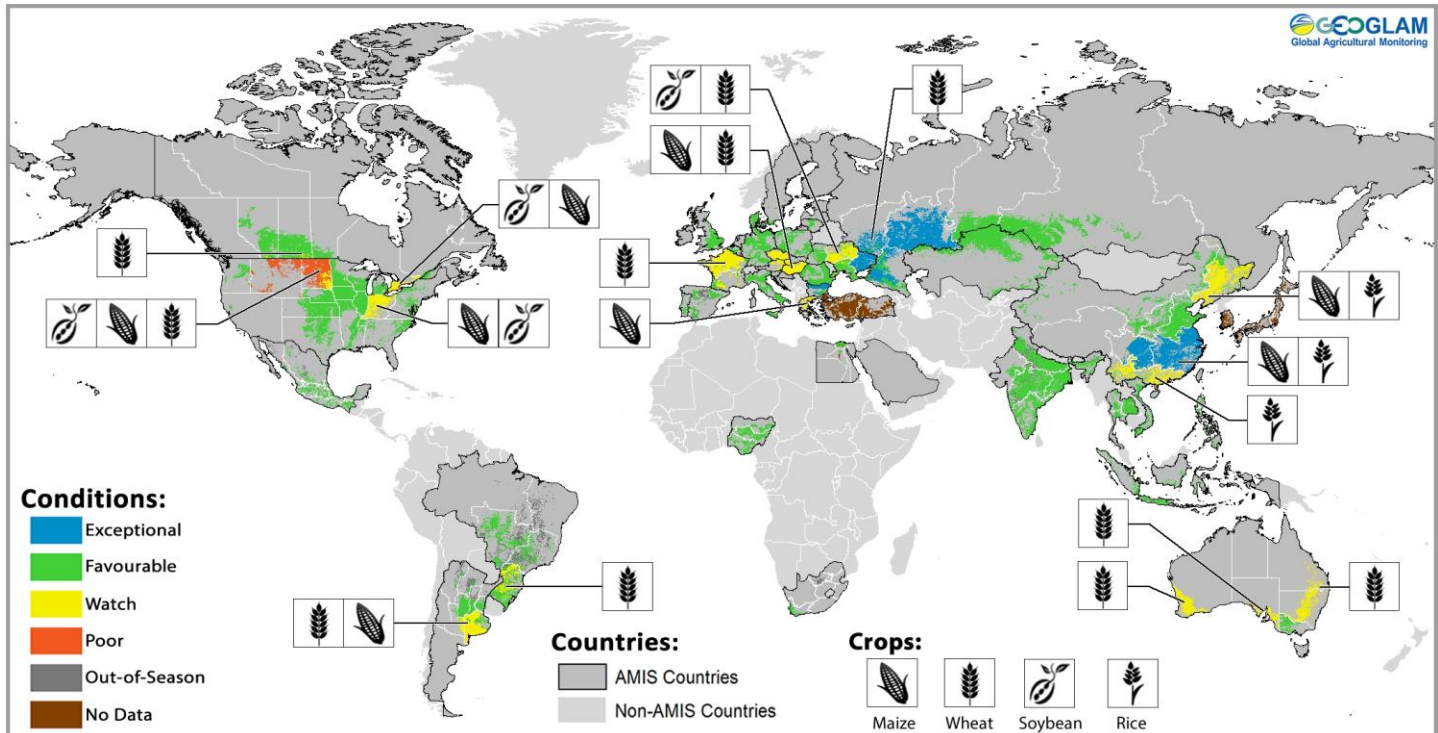 GEOGLAM
Global Agricultural Monitoring
Conditions:
Exceptional
Favourable
Watch
Poor
Out-of-Season
No Data
Countries:
AMIS Countries
Non-AMIS Countries
Crops:
Maize
Wheat
Soybean
Rice